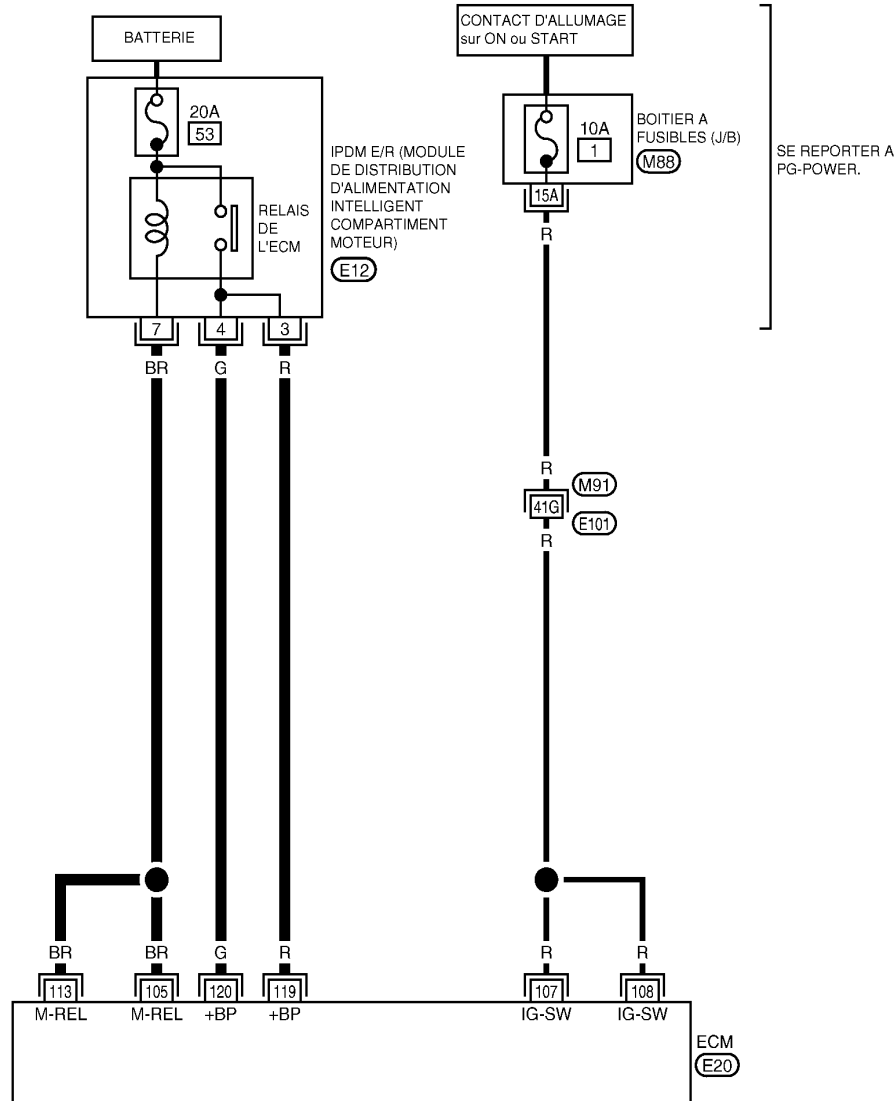 BATTERIE
CONTACT D'ALLUMAGE
sur ON ou START
20A
53
IPDM E/R (MODULE
DE DISTRIBUTION
D'ALIMENTATION
INTELLIGENT
COMPARTIMENT
MOTEUR)
E12
RELAIS
DE
L'ECM
10A
1
BOITIER A
FUSIBLES (J/B)
M88
SE REPORTER A
PG-POWER.
15A
R
7
4
3
BR
G
R
R
M91
41G
E101
R
BR
BR
G
R
R
R
113
105
120
119
107
108
M-REL
M-REL
+BP
+BP
IG-SW
IG-SW
ECM
E20